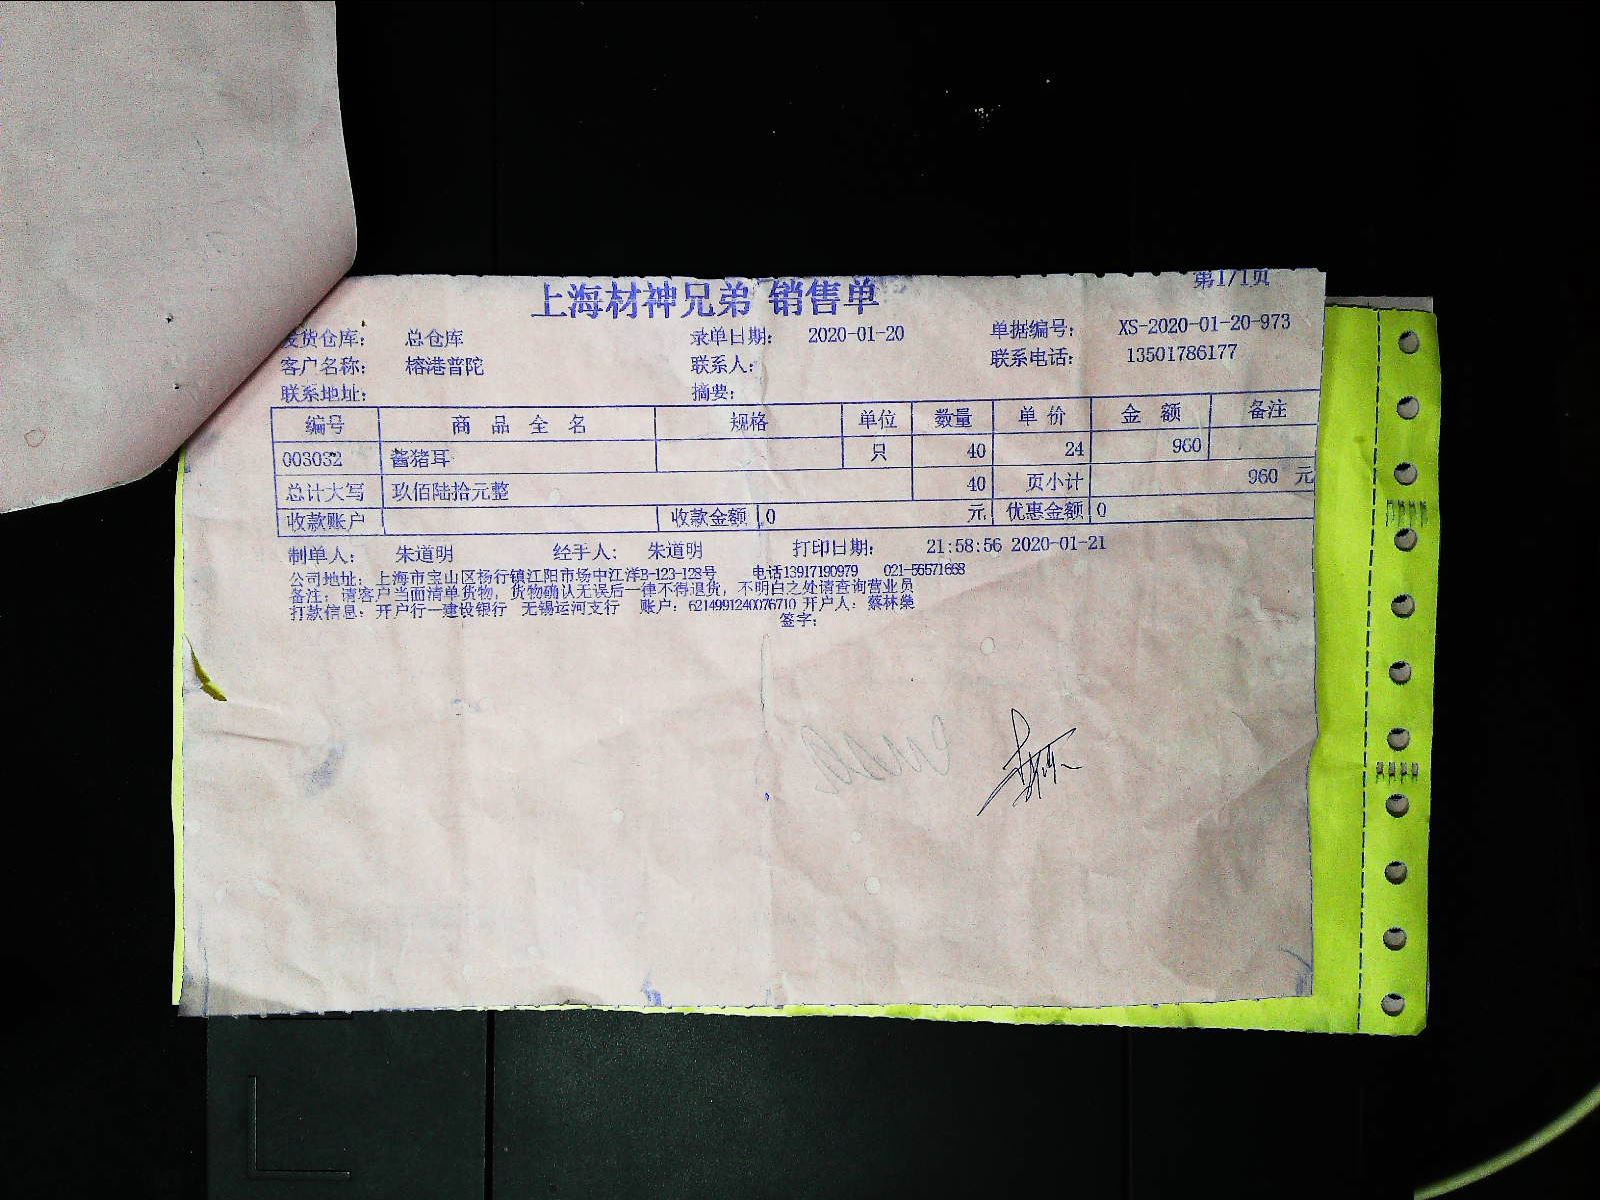 第1/1页
上海材神兄弟 销售单
发货仓库： 总仓库 录单日期： 2020-01-20 单据编号： XS-2020-01-20-973
客户名称： 榕港普陀 联系人： 联系电话： 13501786177
联系地址： 摘要：
编号 商 品 全 名 规格 单位 数量 单 价 金 额 备注
003032 酱猪耳 只 40 24 960
总计大写 玖佰陆拾元整 40 页小计 960 元
收款账户 收款金额 0 元 优惠金额 0
制单人： 朱道明 经手人： 朱道明 打印日期： 21:58:56 2020-01-21
公司地址：上海市宝山区杨行镇江阳市场中江洋B-123-128号 电话13917190979 021-56571668
备注：请客户当面清单货物，货物确认无误后一律不得退货，不明白之处请查询营业员
打款信息：开户行一建设银行 无锡运河支行 账户：6214991240076710 开户人：蔡林燊
签字：